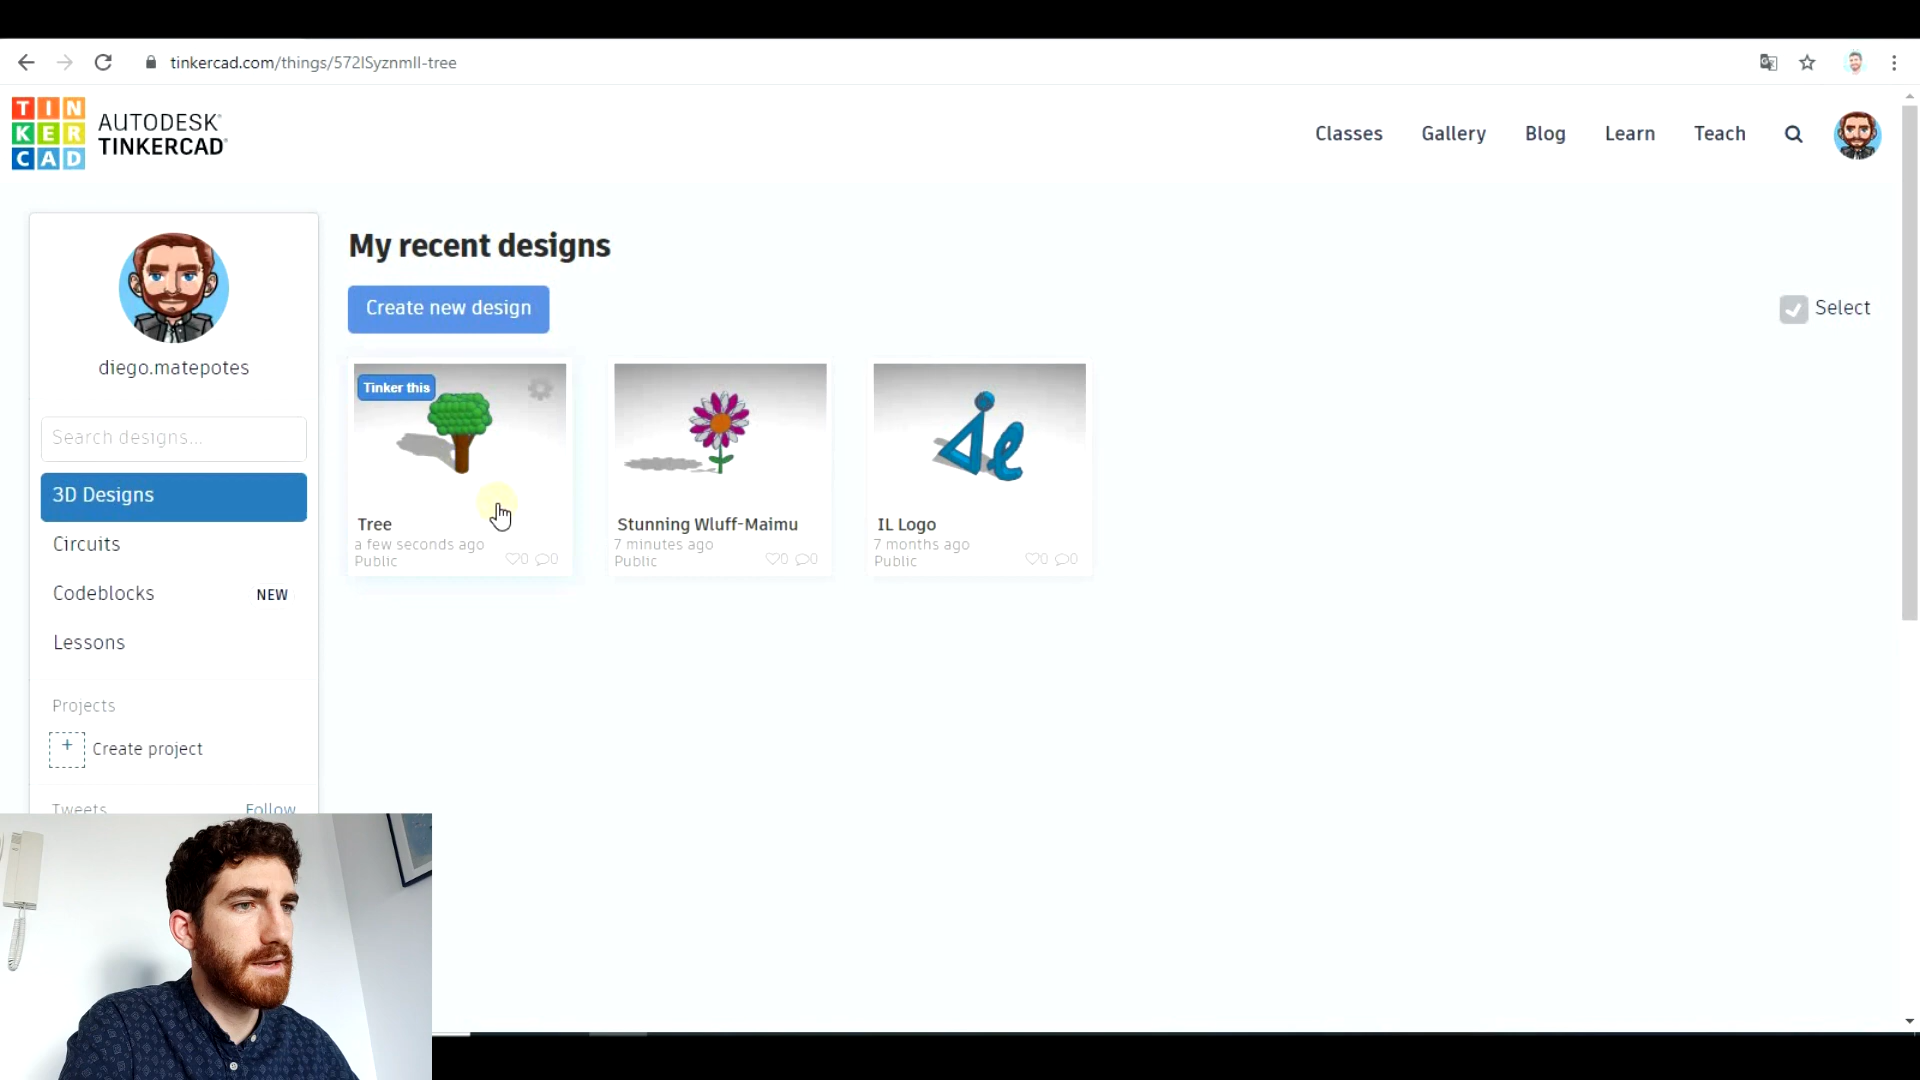 tinkercad.com/things/572lSyznmlI-tree
TIN
KER
CAD
AUTODESK
TINKERCAD
Classes
Gallery
Blog
Learn
Teach
diego.matepotes
Search designs...
3D Designs
Circuits
Codeblocks NEW
Lessons
Projects
+ Create project
Tweets Follow
My recent designs
Create new design
Select
Tinker this
Tree
a few seconds ago
Public
0 0
Stunning Wluff-Maimu
7 minutes ago
Public
0 0
IL Logo
7 months ago
Public
0 0